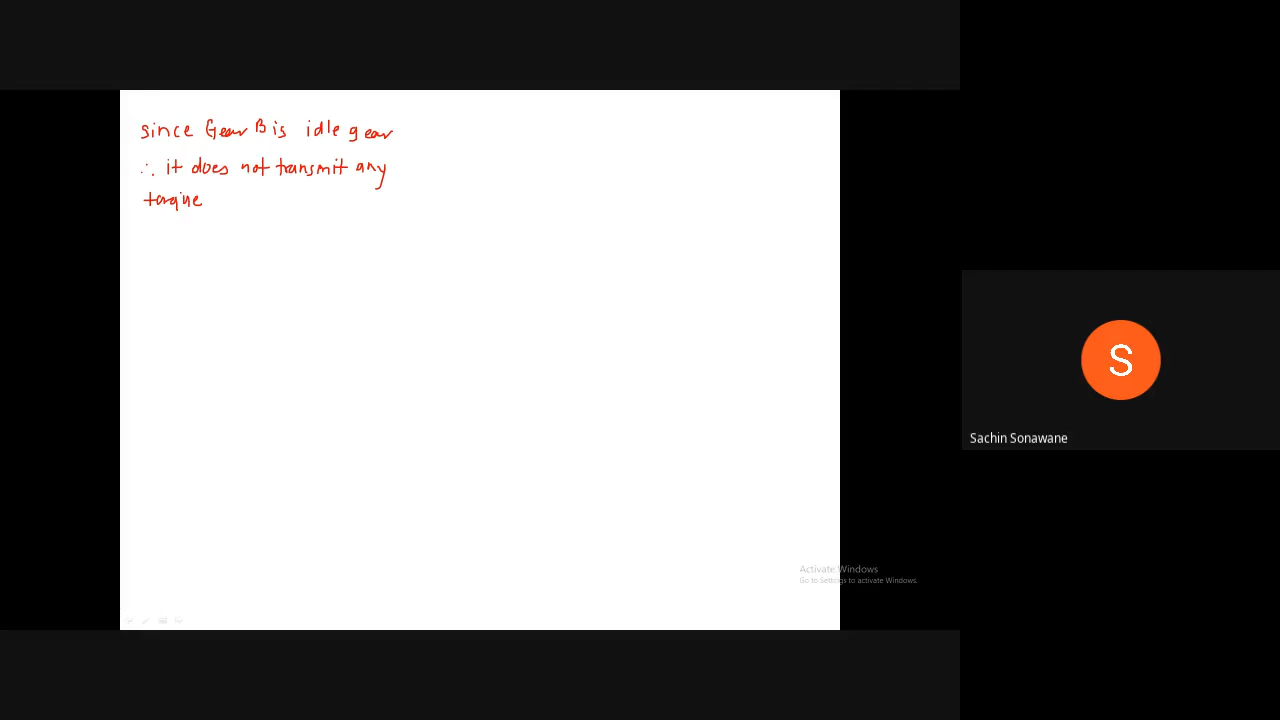 since Gear B is idle gear
∴ it does not transmit any
torque
S
Sachin Sonawane
Activate Windows
Go to Settings to activate Windows.